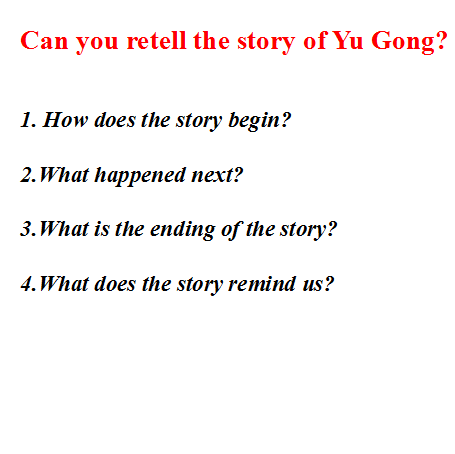 Can you retell the story of Yu Gong?
1. How does the story begin?
2.What happened next?
3.What is the ending of the story?
4.What does the story remind us?